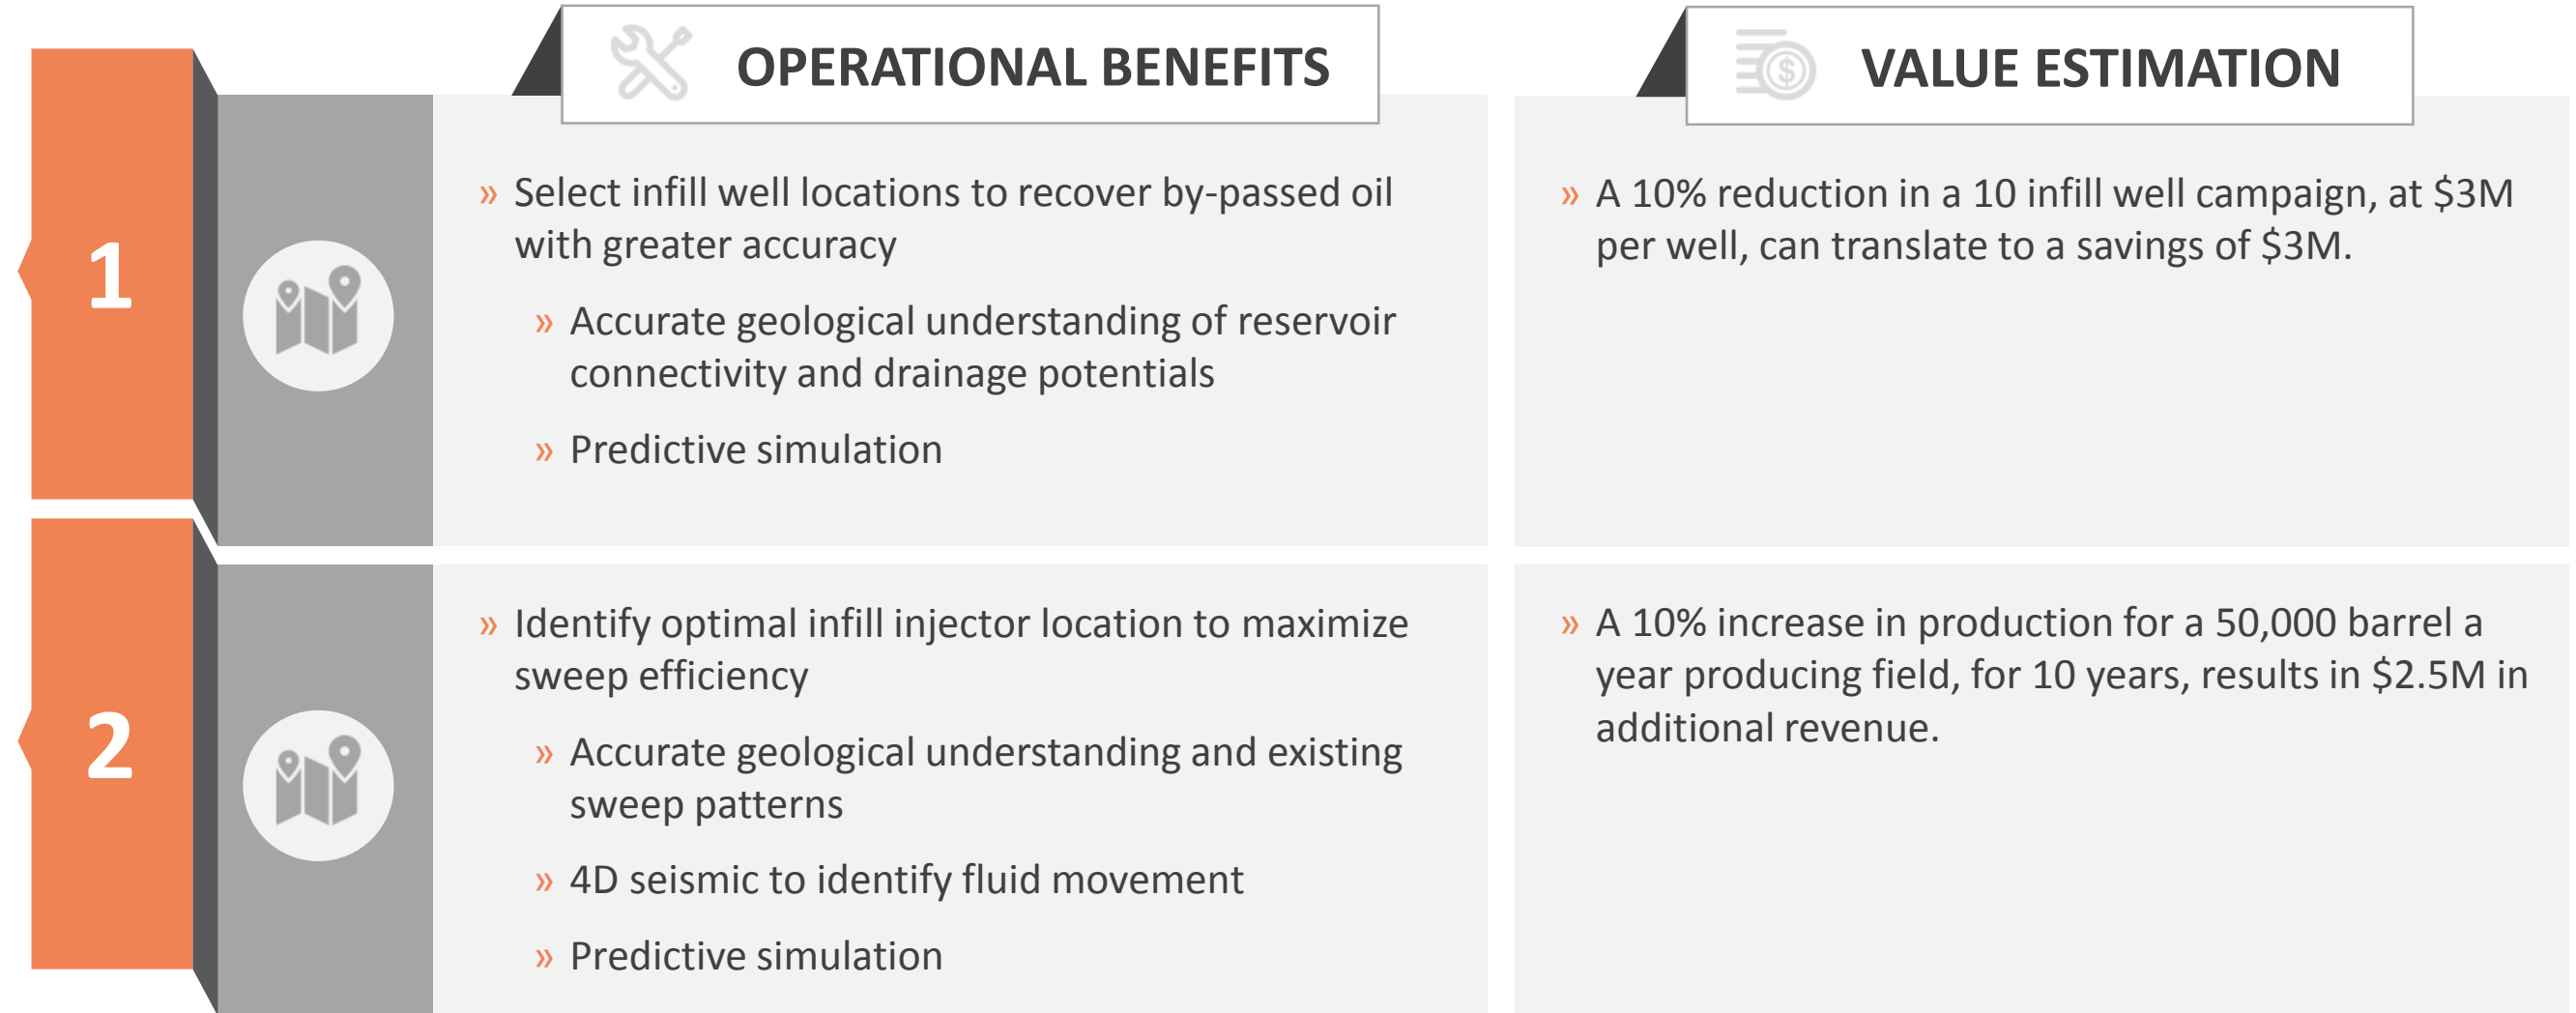 OPERATIONAL BENEFITS
VALUE ESTIMATION
1
» Select infill well locations to recover by-passed oil
with greater accuracy
» Accurate geological understanding of reservoir
connectivity and drainage potentials
» Predictive simulation
» A 10% reduction in a 10 infill well campaign, at $3M
per well, can translate to a savings of $3M.
2
» Identify optimal infill injector location to maximize
sweep efficiency
» Accurate geological understanding and existing
sweep patterns
» 4D seismic to identify fluid movement
» Predictive simulation
» A 10% increase in production for a 50,000 barrel a
year producing field, for 10 years, results in $2.5M in
additional revenue.